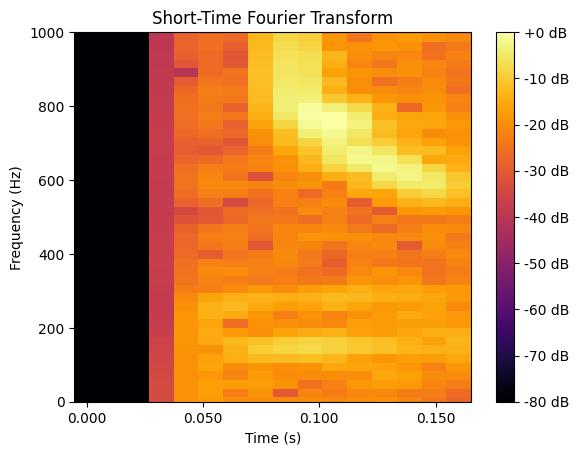 Short-Time Fourier Transform
1000
800
600
400
200
0
Frequency (Hz)
0.000
0.050
0.100
0.150
Time (s)
+0 dB
-10 dB
-20 dB
-30 dB
-40 dB
-50 dB
-60 dB
-70 dB
-80 dB